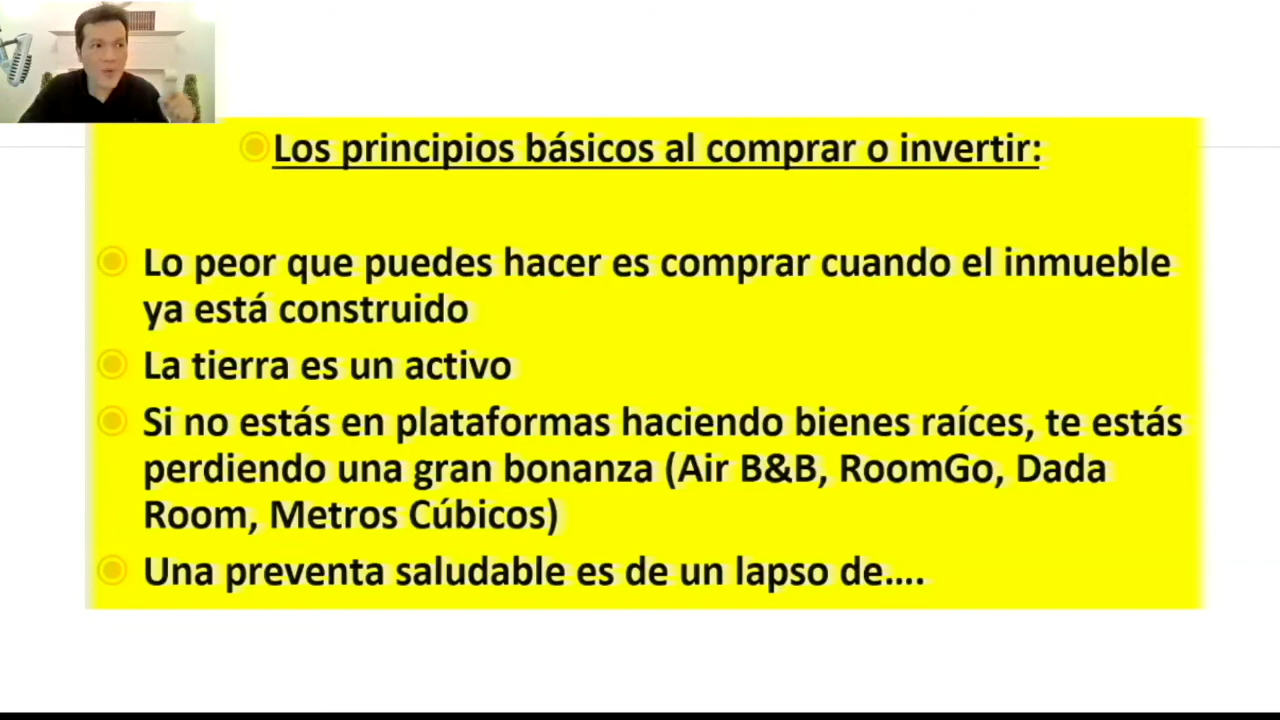 Los principios básicos al comprar o invertir:
Lo peor que puedes hacer es comprar cuando el inmueble
ya está construido
La tierra es un activo
Si no estás en plataformas haciendo bienes raíces, te estás
perdiendo una gran bonanza (Air B&B, RoomGo, Dada
Room, Metros Cúbicos)
Una preventa saludable es de un lapso de....